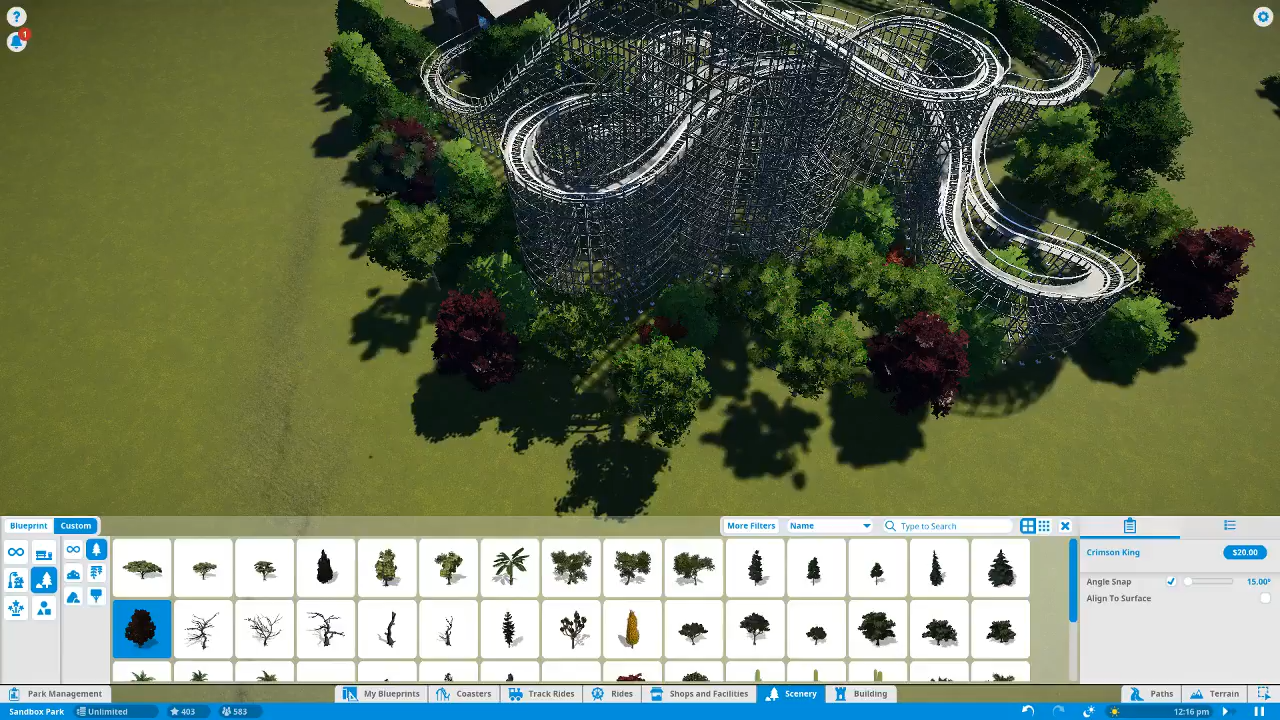 ?
1
Blueprint Custom More Filters Name Type to Search
Crimson King $20.00
Angle Snap 15.00°
Align To Surface
Park Management My Blueprints Coasters Track Rides Rides Shops and Facilities Scenery Building Paths Terrain
Sandbox Park Unlimited 403 583 12:16 pm